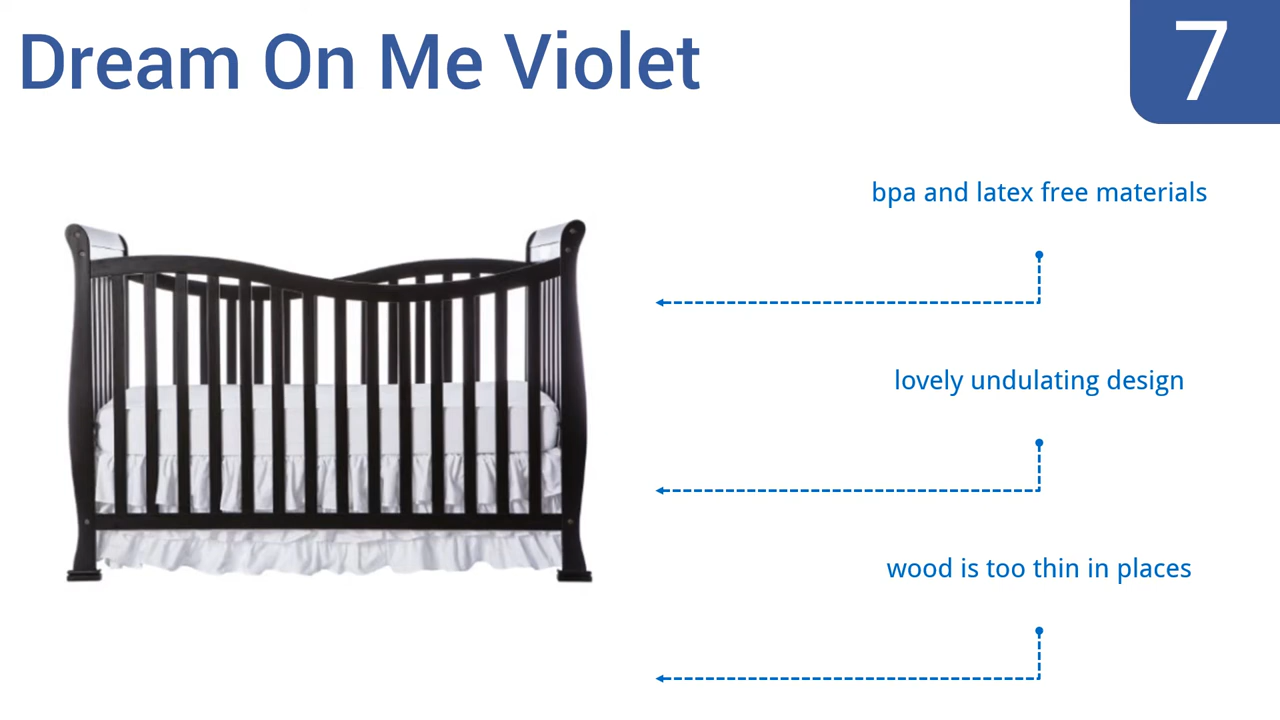 Dream On Me Violet
7
bpa and latex free materials
lovely undulating design
wood is too thin in places